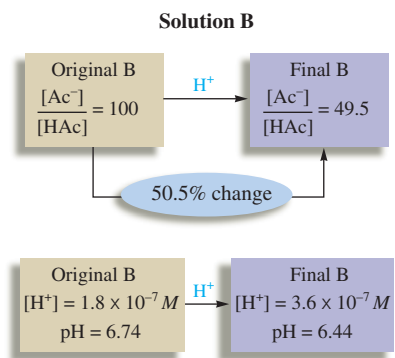 Solution B
Original B
[Ac⁻]/[HAc] = 100
H⁺
Final B
[Ac⁻]/[HAc] = 49.5
50.5% change
Original B
[H⁺] = 1.8 × 10⁻⁷ M
pH = 6.74
H⁺
Final B
[H⁺] = 3.6 × 10⁻⁷ M
pH = 6.44